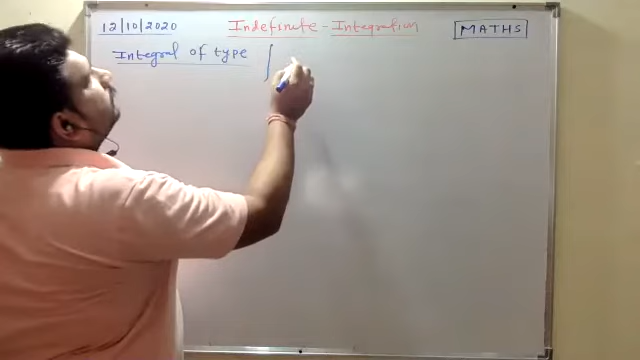 12/10/2020 Indefinite - Integration MATHS
Integral of type ∫